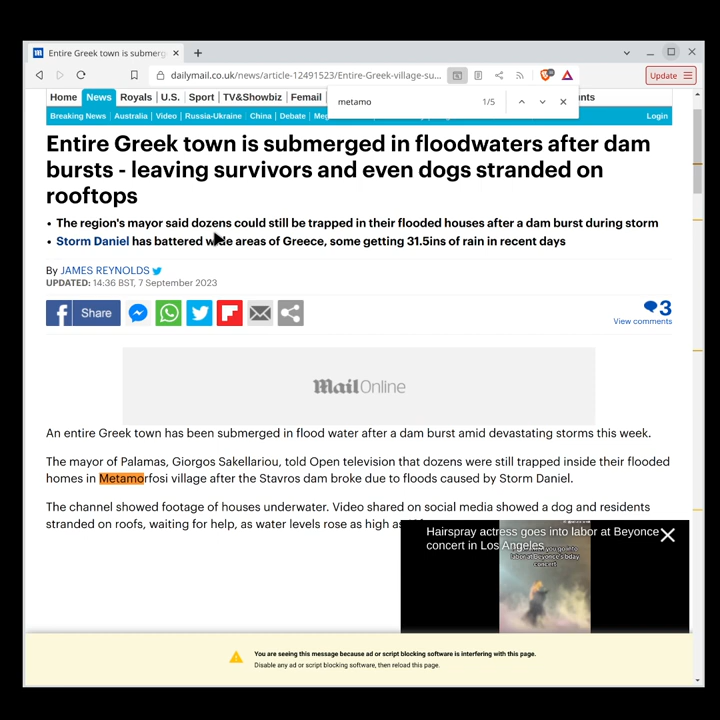 Entire Greek town is submerg
dailymail.co.uk/news/article-12491523/Entire-Greek-village-su...
Update
metamo
1/5
Home News Royals U.S. Sport TV&Showbiz Femail
Breaking News Australia Video Russia-Ukraine China Debate Login
Entire Greek town is submerged in floodwaters after dam
bursts - leaving survivors and even dogs stranded on
rooftops
• The region's mayor said dozens could still be trapped in their flooded houses after a dam burst during storm
• Storm Daniel has battered wide areas of Greece, some getting 31.5ins of rain in recent days
By JAMES REYNOLDS
UPDATED: 14:36 BST, 7 September 2023
Share
3
View comments
MailOnline
An entire Greek town has been submerged in flood water after a dam burst amid devastating storms this week.
The mayor of Palamas, Giorgos Sakellariou, told Open television that dozens were still trapped inside their flooded
homes in Metamorfosi village after the Stavros dam broke due to floods caused by Storm Daniel.
The channel showed footage of houses underwater. Video shared on social media showed a dog and residents
stranded on roofs, waiting for help, as water levels rose as high as
Hairspray actress goes into labor at Beyonce
concert in Los Angeles
You are seeing this message because ad or script blocking software is interfering with this page.
Disable any ad or script blocking software, then reload this page.